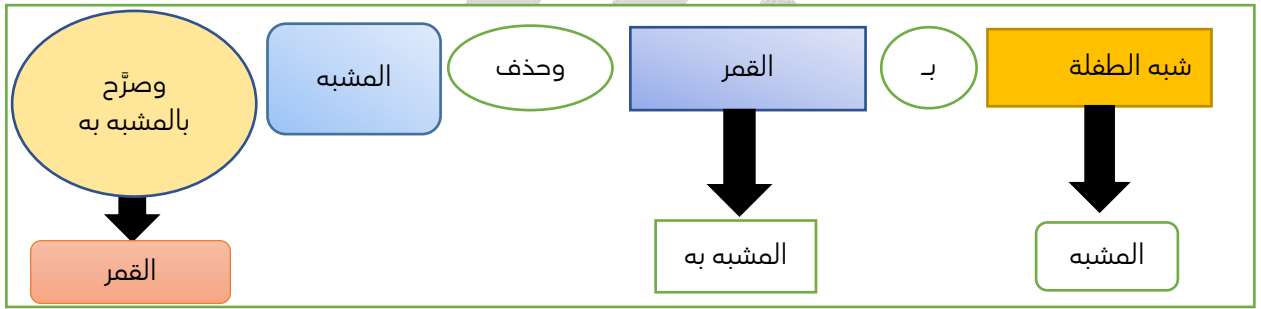 شبه الطفلة
بـ
القمر
وحذف
المشبه
وصرَّح
بالمشبه به
المشبه
المشبه به
القمر